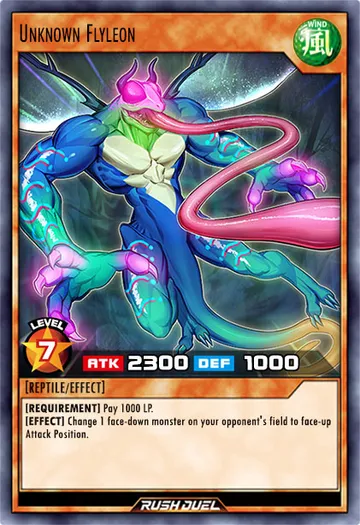 UNKNOWN FLYLEON
WIND
風
LEVEL
7
ATK 2300 DEF 1000
[REPTILE/EFFECT]
[REQUIREMENT] Pay 1000 LP.
[EFFECT] Change 1 face-down monster on your opponent's field to face-up
Attack Position.
RUSH DUEL